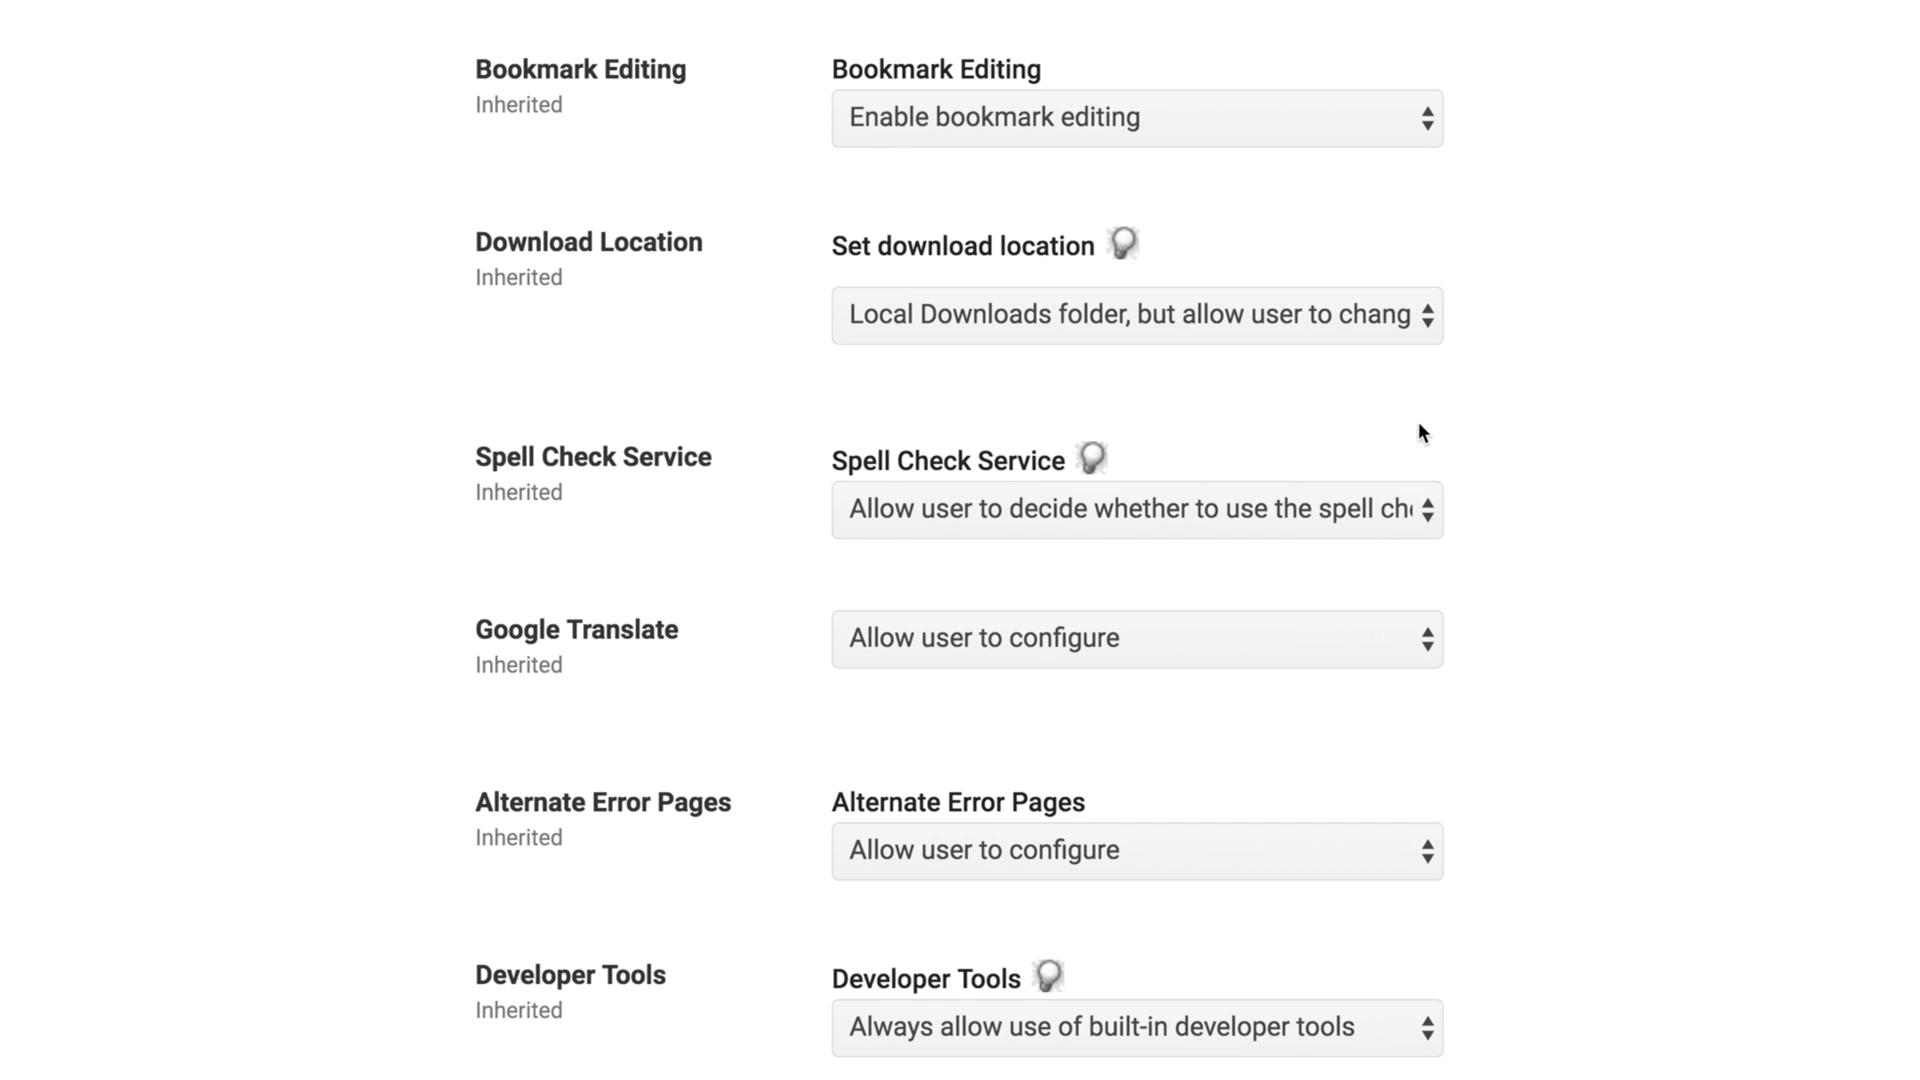 Bookmark Editing
Inherited
Bookmark Editing
Enable bookmark editing
Download Location
Inherited
Set download location
Local Downloads folder, but allow user to chang
Spell Check Service
Inherited
Spell Check Service
Allow user to decide whether to use the spell ch
Google Translate
Inherited
Allow user to configure
Alternate Error Pages
Inherited
Alternate Error Pages
Allow user to configure
Developer Tools
Inherited
Developer Tools
Always allow use of built-in developer tools